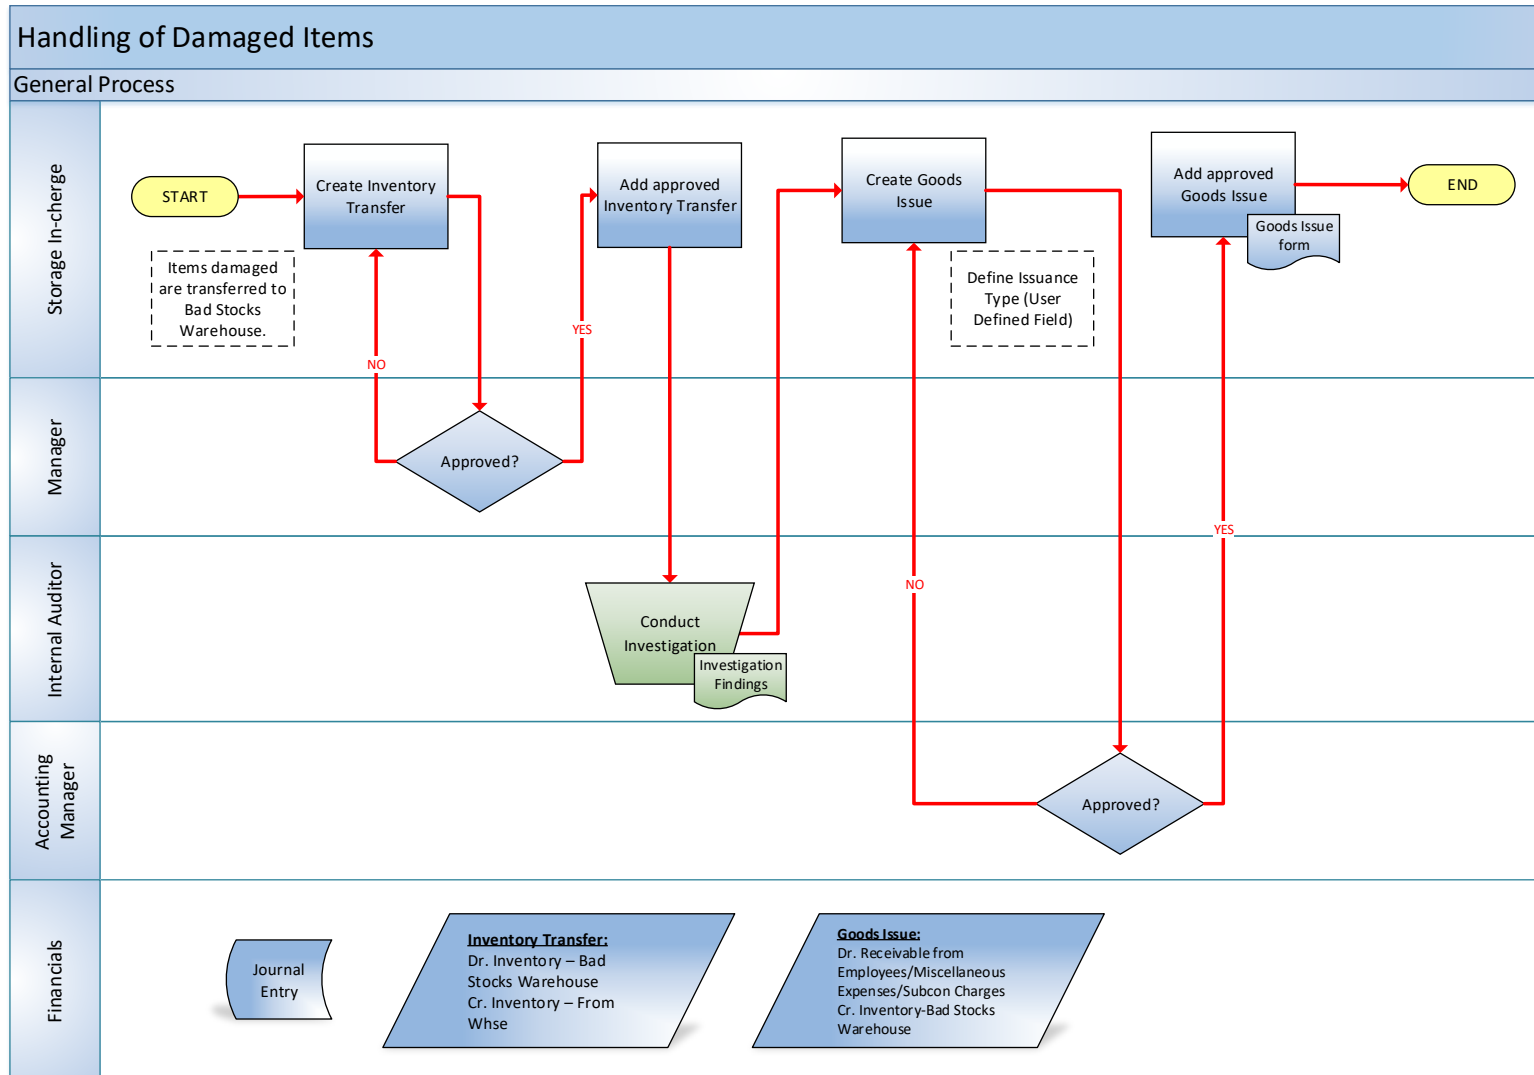 Handling of Damaged Items
General Process
Storage In-cherge
START
Create Inventory
Transfer
Items damaged
are transferred to
Bad Stocks
Warehouse.
NO
YES
Add approved
Inventory Transfer
Create Goods
Issue
Define Issuance
Type (User
Defined Field)
Add approved
Goods Issue
Goods Issue
form
END
Manager
Approved?
YES
Internal Auditor
NO
Conduct
Investigation
Investigation
Findings
Accounting
Manager
Approved?
Financials
Journal
Entry
Inventory Transfer:
Dr. Inventory – Bad
Stocks Warehouse
Cr. Inventory – From
Whse
Goods Issue:
Dr. Receivable from
Employees/Miscellaneous
Expenses/Subcon Charges
Cr. Inventory-Bad Stocks
Warehouse